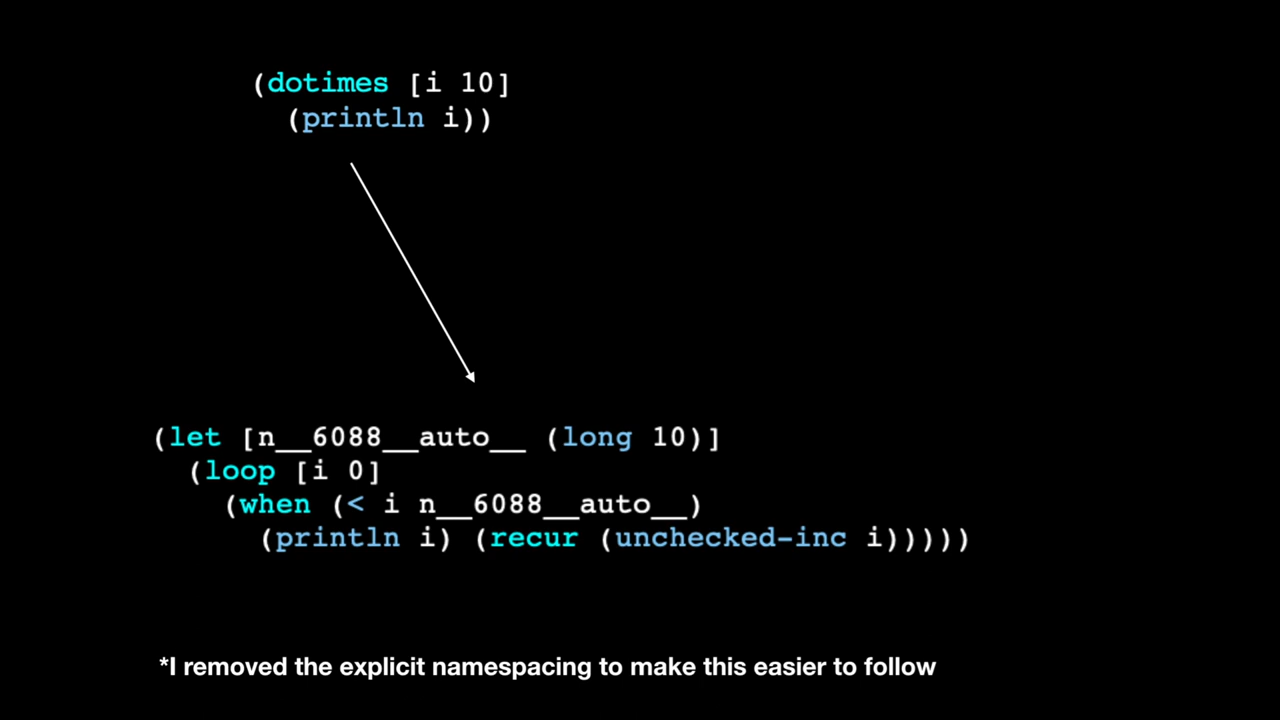 (dotimes [i 10]
(println i))
(let [n__6088__auto__ (long 10)]
(loop [i 0]
(when (< i n__6088__auto__)
(println i) (recur (unchecked-inc i)))))
*I removed the explicit namespacing to make this easier to follow